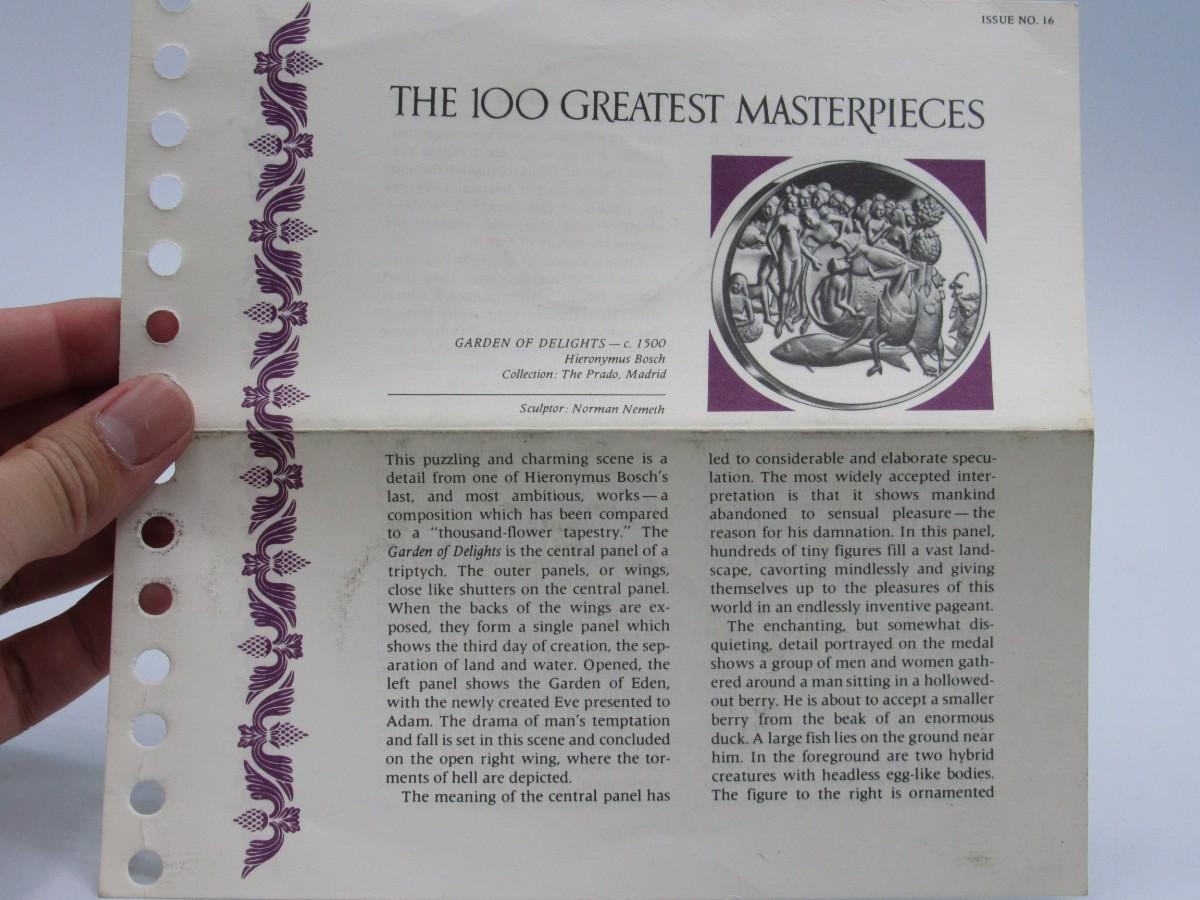 ISSUE NO. 16
THE 100 GREATEST MASTERPIECES
GARDEN OF DELIGHTS — c. 1500
Hieronymus Bosch
Collection: The Prado, Madrid
Sculptor: Norman Nemeth
This puzzling and charming scene is a
detail from one of Hieronymus Bosch's
last, and most ambitious, works — a
composition which has been compared
to a "thousand-flower tapestry." The
Garden of Delights is the central panel of a
triptych. The outer panels, or wings,
close like shutters on the central panel.
When the backs of the wings are ex-
posed, they form a single panel which
shows the third day of creation, the sep-
aration of land and water. Opened, the
left panel shows the Garden of Eden,
with the newly created Eve presented to
Adam. The drama of man's temptation
and fall is set in this scene and concluded
on the open right wing, where the tor-
ments of hell are depicted.
The meaning of the central panel has
led to considerable and elaborate specu-
lation. The most widely accepted inter-
pretation is that it shows mankind
abandoned to sensual pleasure — the
reason for his damnation. In this panel,
hundreds of tiny figures fill a vast land-
scape, cavorting mindlessly and giving
themselves up to the pleasures of this
world in an endlessly inventive pageant.
The enchanting, but somewhat dis-
quieting, detail portrayed on the medal
shows a group of men and women gath-
ered around a man sitting in a hollowed-
out berry. He is about to accept a smaller
berry from the beak of an enormous
duck. A large fish lies on the ground near
him. In the foreground are two hybrid
creatures with headless egg-like bodies.
The figure to the right is ornamented